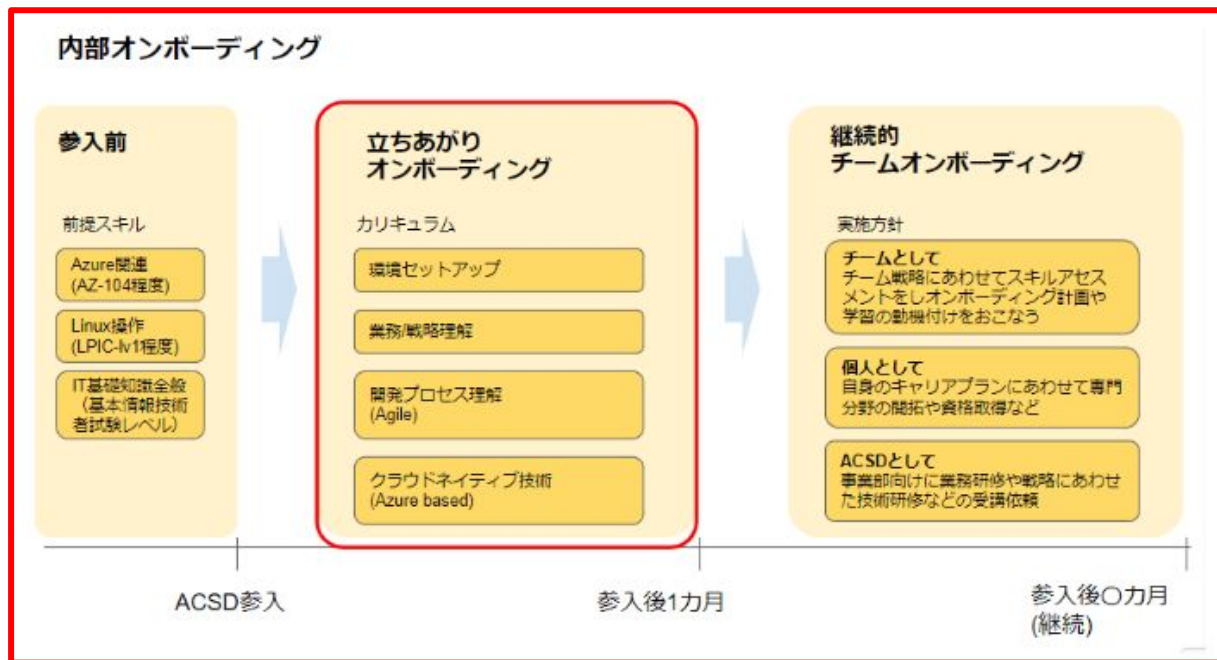 内部オンボーディング
参入前
前提スキル
Azure関連
(AZ-104程度)
Linux操作
(LPIC-lv1程度)
IT基礎知識全般
（基本情報技術
者試験レベル）
立ちあがり
オンボーディング
カリキュラム
環境セットアップ
業務/戦略理解
開発プロセス理解
(Agile)
クラウドネイティブ技術
(Azure based)
継続的
チームオンボーディング
実施方針
チームとして
チーム戦略にあわせてスキルアセス
メントをしオンボーディング計画や
学習の動機付けをおこなう
個人として
自身のキャリアプランにあわせて専門
分野の開拓や資格取得など
ACSDとして
事業部向けに業務研修や戦略にあわせ
た技術研修などの受講依頼
ACSD参入
参入後1カ月
参入後〇カ月
(継続)